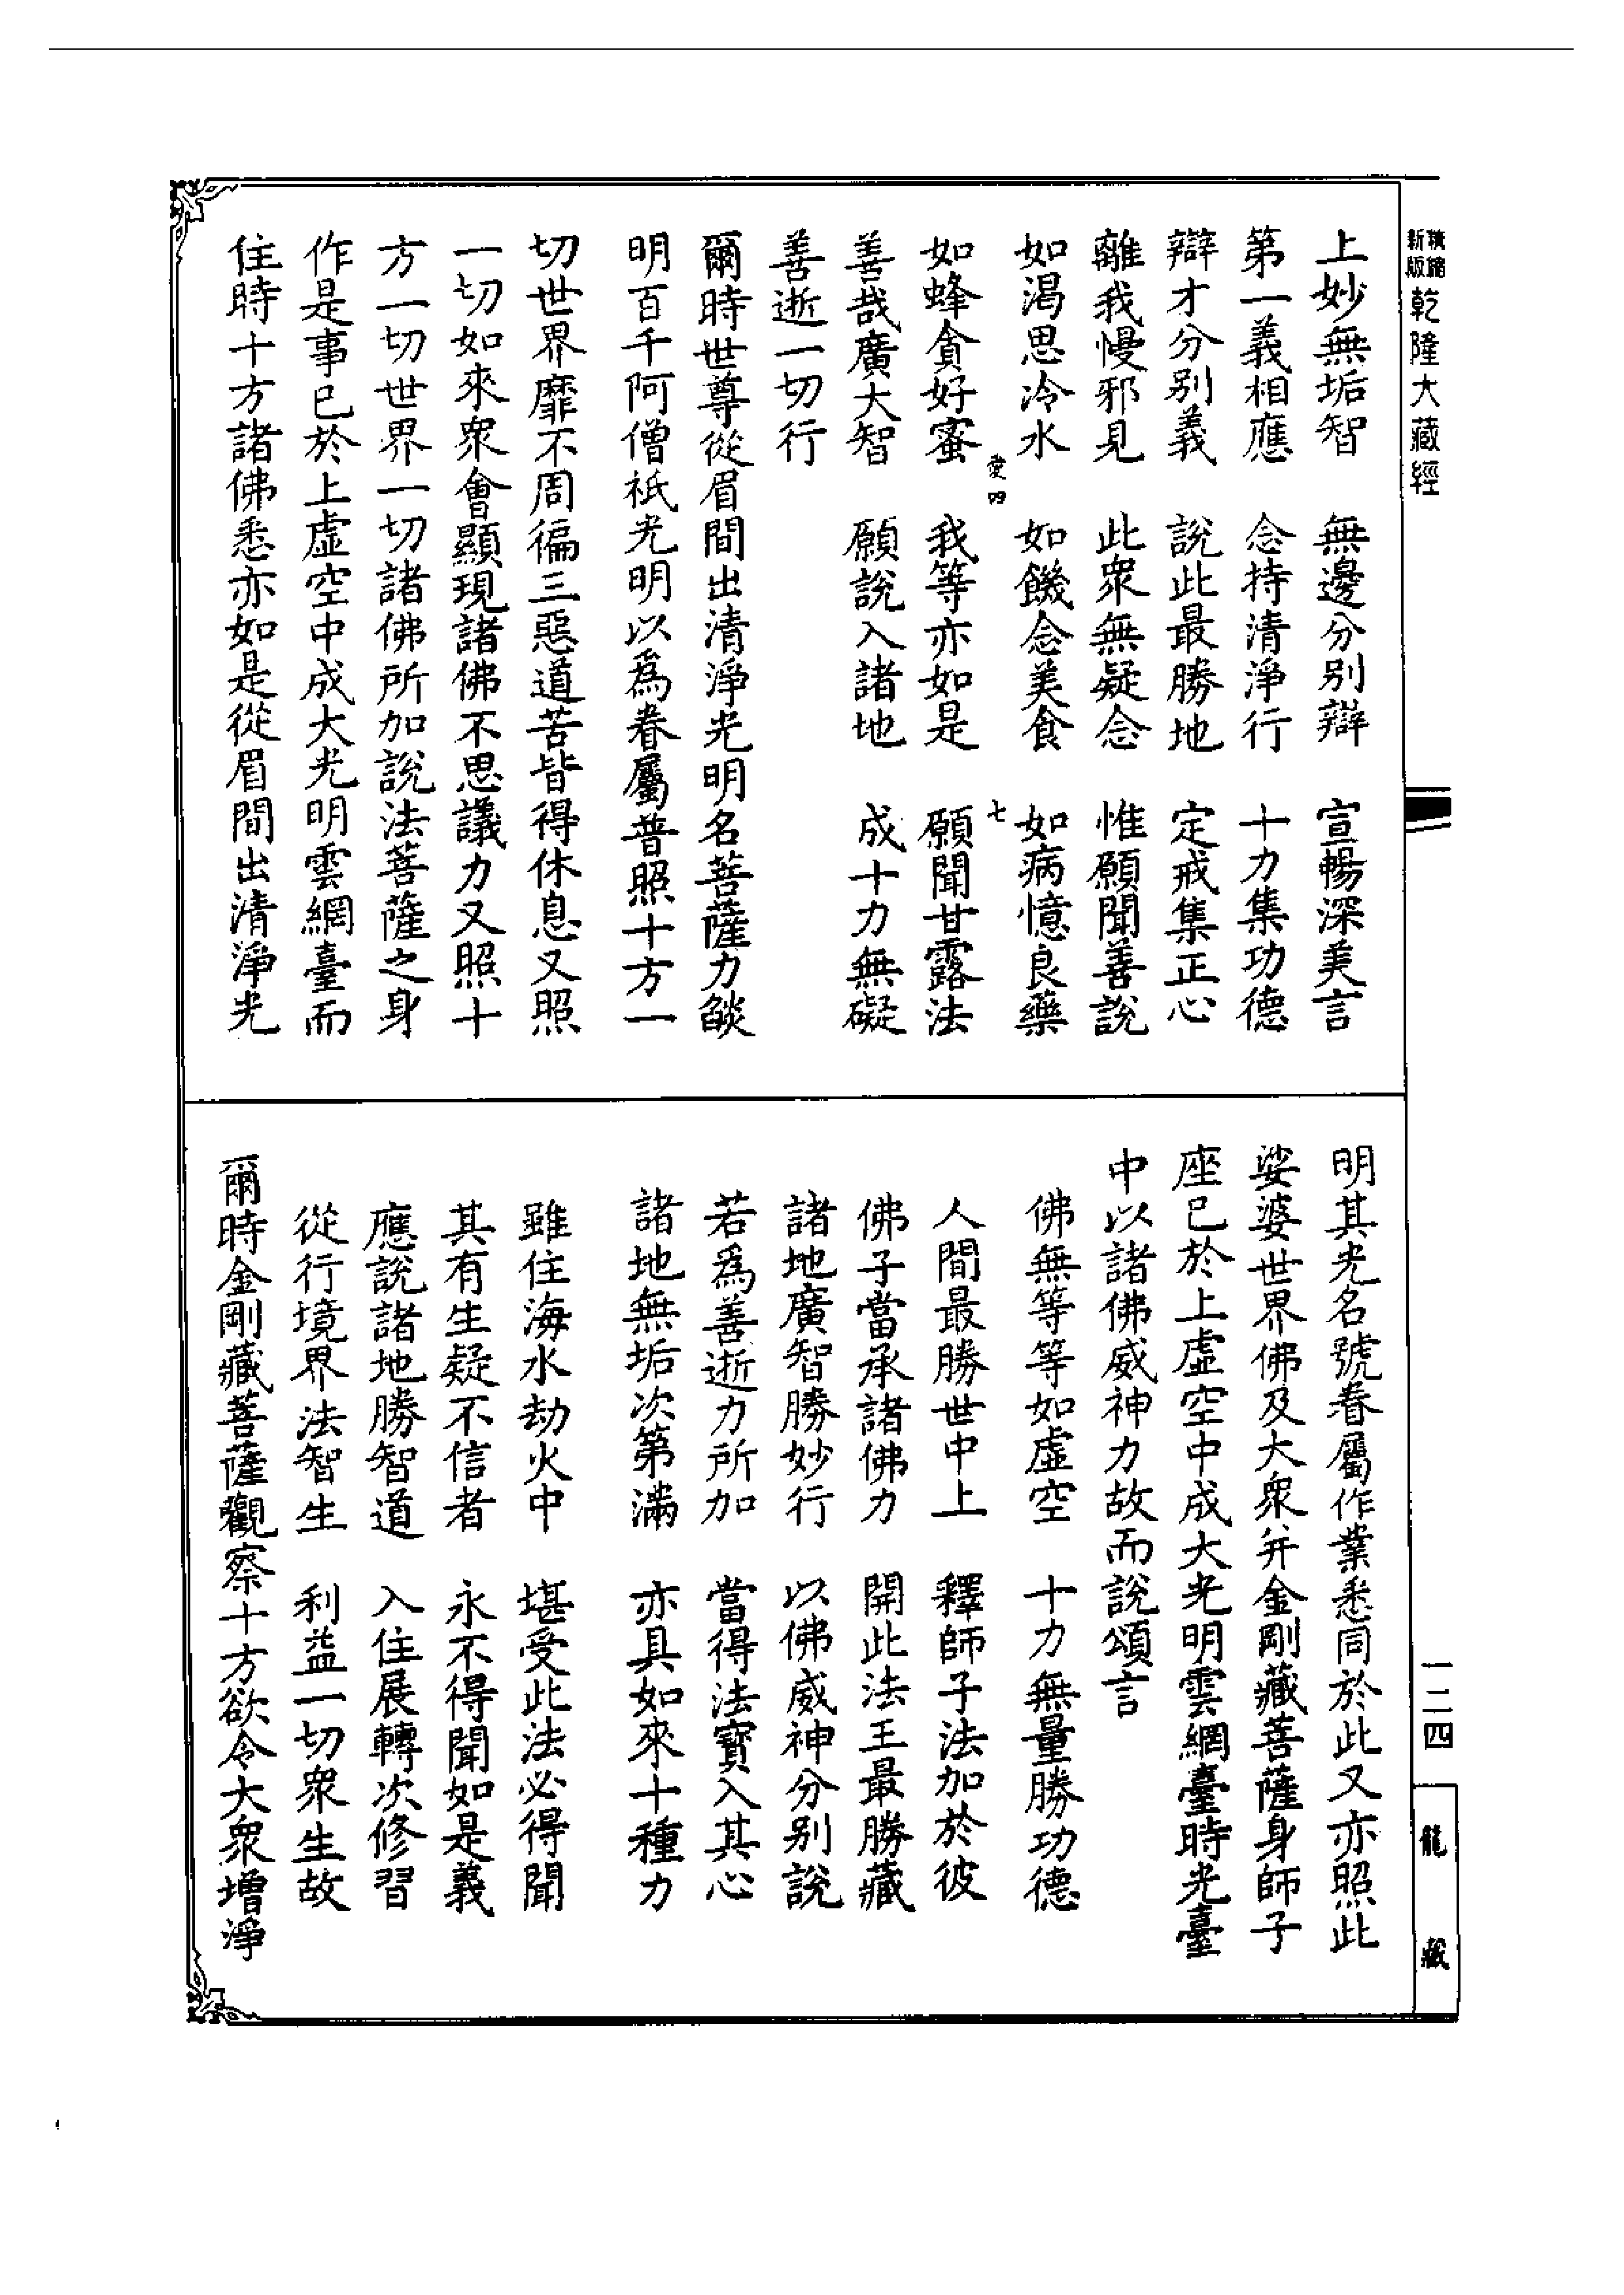 新版
乾隆大藏經
上妙無垢智　無邊分別辯　宣暢深美言
第一義相應　念持清淨行　十力集功德
辯才分別義　說此最勝地　定戒集正心
離我慢邪見　此衆無疑念　惟願聞善說
如渴思冷水　如饑念美食　如病憶良藥
愛四　七
如蜂貪好蜜　我等亦如是　願聞甘露法
善哉廣大智　願說入諸地　成十力無礙
善逝一切行
爾時世尊從眉間出清淨光明名菩薩力燄
明百千阿僧祇光明以爲眷屬普照十方一
切世界靡不周徧三惡道苦皆得休息又照
一切如來衆會顯現諸佛不思議力又照十
方一切世界一切諸佛所加說法菩薩之身
作是事已於上虛空中成大光明雲網臺而
住時十方諸佛悉亦如是從眉間出清淨光
明其光名號眷屬作業悉同於此又亦照此
娑婆世界佛及大衆并金剛藏菩薩身師子
座已於上虛空中成大光明雲網臺時光臺
中以諸佛威神力故而說頌言
佛無等等如虛空　十力無量勝功德
人間最勝世中上　釋師子法加於彼
佛子當承諸佛力　開此法王最勝藏
諸地廣智勝妙行　以佛威神分別說
若爲善逝力所加　當得法寶入其心
諸地無垢次第滿　亦具如來十種力
雖住海水劫火中　堪受此法必得聞
其有生疑不信者　永不得聞如是義
應說諸地勝智道　入住展轉次修習
從行境界法智生　利益一切衆生故
爾時金剛藏菩薩觀察十方欲令大衆增淨
一二四
龍藏